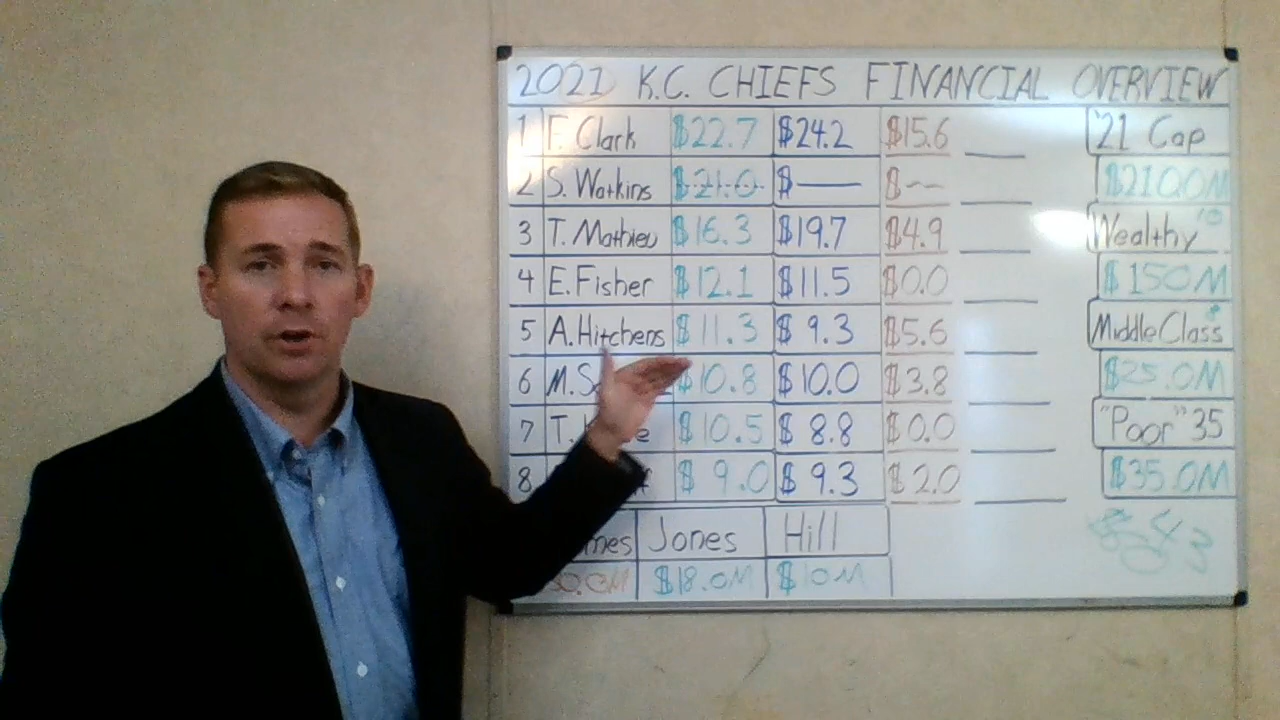 2021 K.C. CHIEFS FINANCIAL OVERVIEW
1 F. Clark $22.7 $24.2 $15.6
2 S. Watkins $21.0 $ $
3 T. Mathieu $16.3 $19.7 $4.9
4 E. Fisher $12.1 $11.5 $0.0
5 A. Hitchens $11.3 $9.3 $5.6
6 M. $10.8 $10.0 $3.8
7 T. $10.5 $8.8 $0.0
8 $9.0 $9.3 $2.0
Jones Hill
$18.0M $10M
'21 Cap
$210.0M
Wealthy
$150M
Middle Class
$25.0M
"Poor" 35
$35.0M